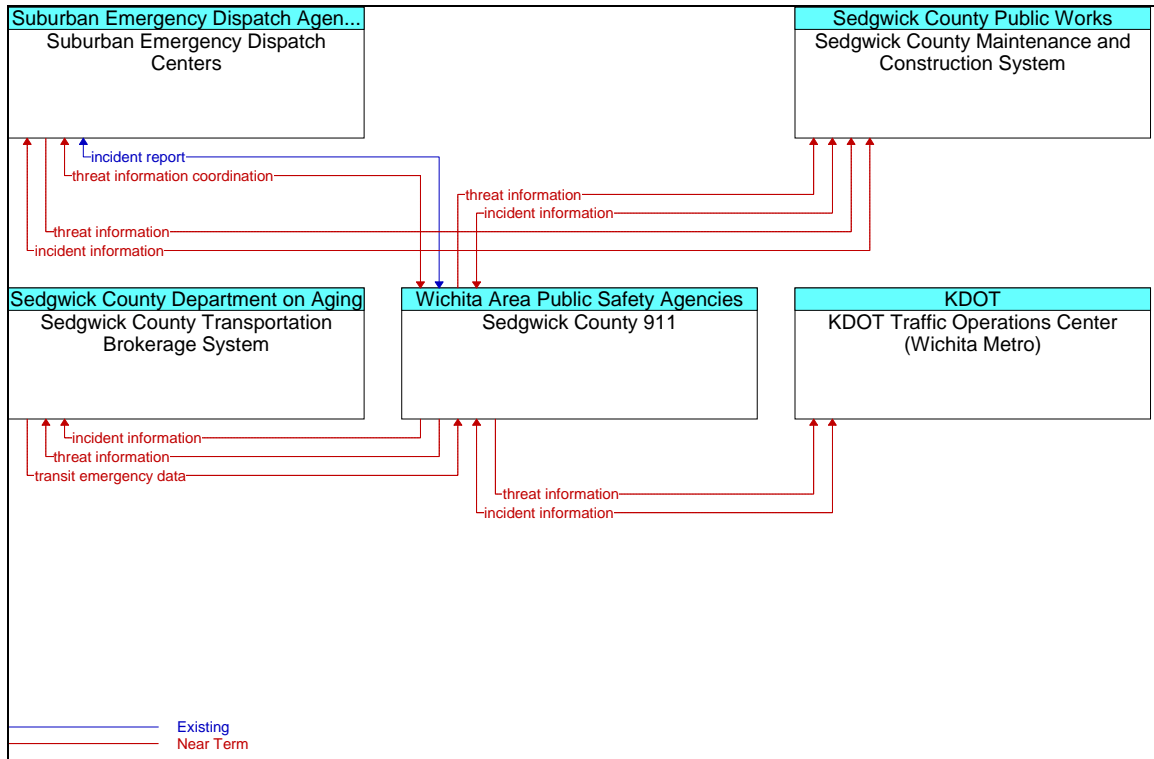 Suburban Emergency Dispatch Agen...
Suburban Emergency Dispatch
Centers
Sedgwick County Public Works
Sedgwick County Maintenance and
Construction System
incident report
threat information coordination
threat information
incident information
threat information
incident information
Sedgwick County Department on Aging
Sedgwick County Transportation
Brokerage System
Wichita Area Public Safety Agencies
Sedgwick County 911
KDOT
KDOT Traffic Operations Center
(Wichita Metro)
incident information
threat information
transit emergency data
threat information
incident information
Existing
Near Term